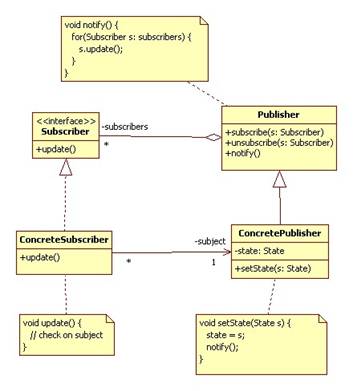 void notify() {
for(Subscriber s: subscribers) {
s.update();
}
}
<<interface>>
Subscriber
+update()
-subscribers
*
Publisher
+subscribe(s: Subscriber)
+unsubscribe(s: Subscriber)
+notify()
ConcreteSubscriber
+update()
-subject
*
1
ConcretePublisher
-state: State
+setState(s: State)
void update() {
// check on subject
}
void setState(State s) {
state = s;
notify();
}